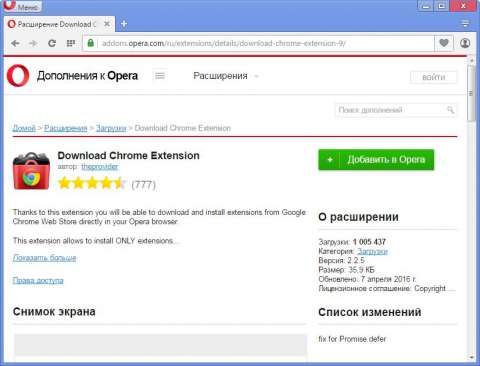 Меню
Расширение Download C
addons.opera.com/ru/extensions/details/download-chrome-extension-9/
Дополнения к Opera
Расширения
ВОЙТИ
Поиск дополнений
Домой > Расширения > Загрузки > Download Chrome Extension
Download Chrome Extension
автор: theprovider
(777)
+ Добавить в Opera
Thanks to this extension you will be able to download and install extensions from Google
Chrome Web Store directly in your Opera browser.
This extension allows to install ONLY extensions...
Показать больше
Права доступа
О расширении
Загрузки: 1 005 437
Категория: Загрузки
Версия: 2.2.5
Размер: 35,9 КБ
Обновлено: 7 апреля 2016 г.
Лицензионное соглашение: Copyright ...
Снимок экрана
Список изменений
fix for Promise.defer